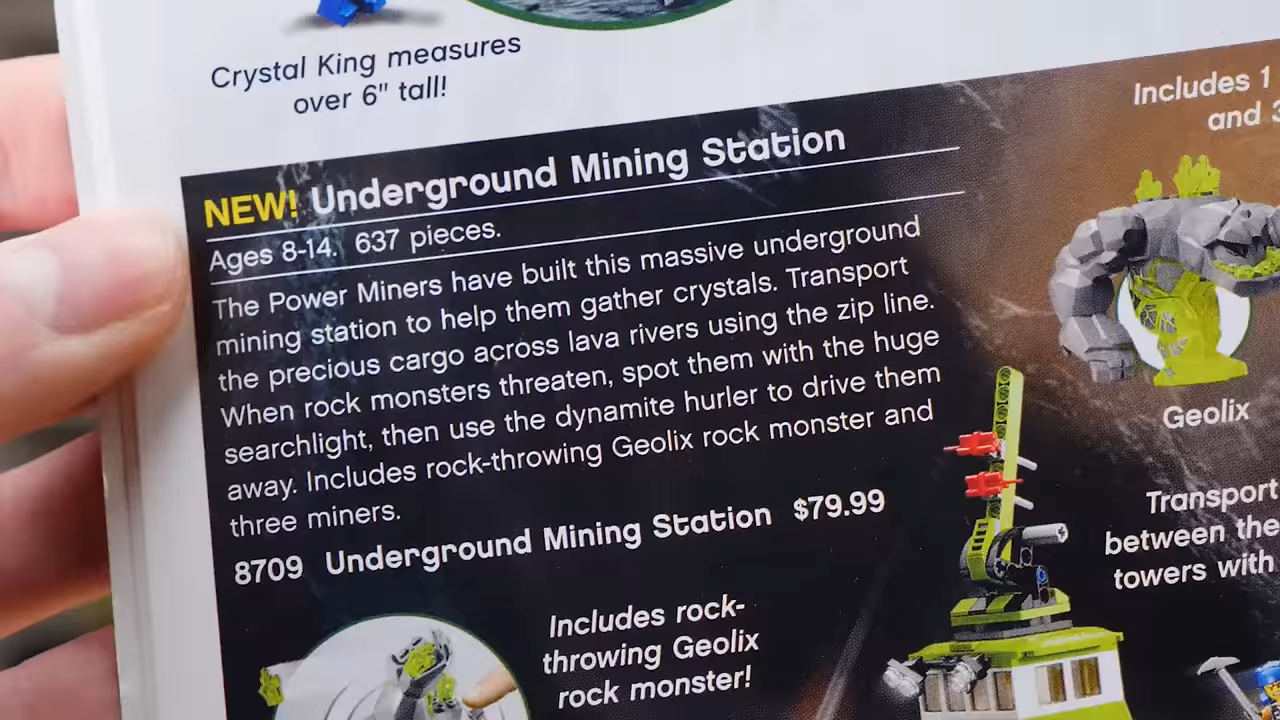 Crystal King measures
over 6" tall!
Includes 1
and 3
NEW! Underground Mining Station
Ages 8-14. 637 pieces.
The Power Miners have built this massive underground
mining station to help them gather crystals. Transport
the precious cargo across lava rivers using the zip line.
When rock monsters threaten, spot them with the huge
searchlight, then use the dynamite hurler to drive them
away. Includes rock-throwing Geolix rock monster and
three miners.
8709 Underground Mining Station $79.99
Geolix
Transport
between the
towers with
Includes rock-
throwing Geolix
rock monster!